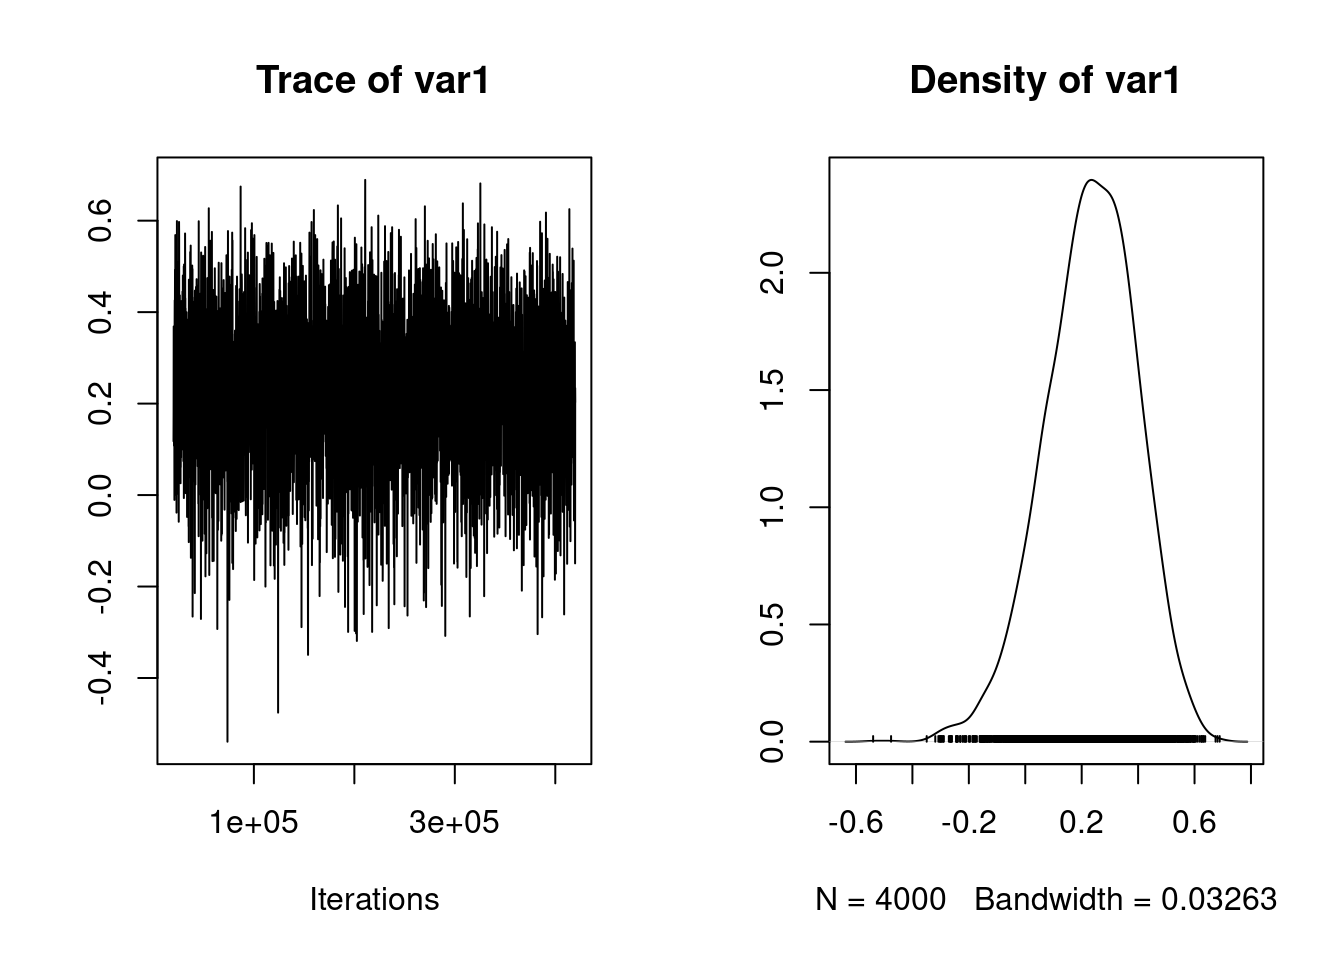 Trace of var1
0.6
0.4
0.2
0.0
-0.2
-0.4
1e+05 3e+05
Iterations
Density of var1
2.0
1.5
1.0
0.5
0.0
-0.6 -0.2 0.2 0.6
N = 4000 Bandwidth = 0.03263